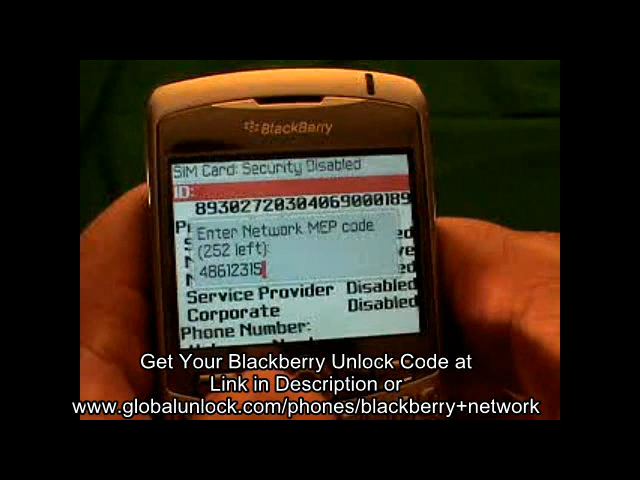 BlackBerry
SIM Card: Security Disabled
ID:
89302720304069000189
Enter Network MEP code
(252 left):
48612315
Service Provider Disabled
Corporate Disabled
Phone Number:
Get Your Blackberry Unlock Code at
Link in Description or
www.globalunlock.com/phones/blackberry+network